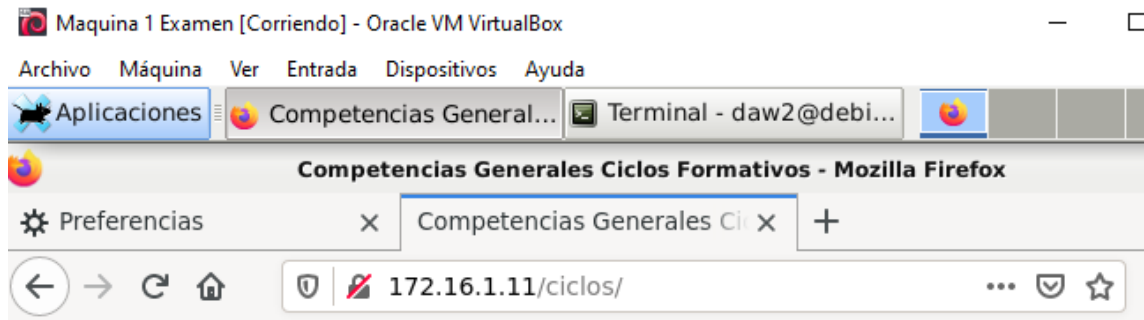 Maquina 1 Examen [Corriendo] - Oracle VM VirtualBox
Archivo Máquina Ver Entrada Dispositivos Ayuda
Aplicaciones Competencias General... Terminal - daw2@debi...
Competencias Generales Ciclos Formativos - Mozilla Firefox
Preferencias Competencias Generales Ci
172.16.1.11/ciclos/